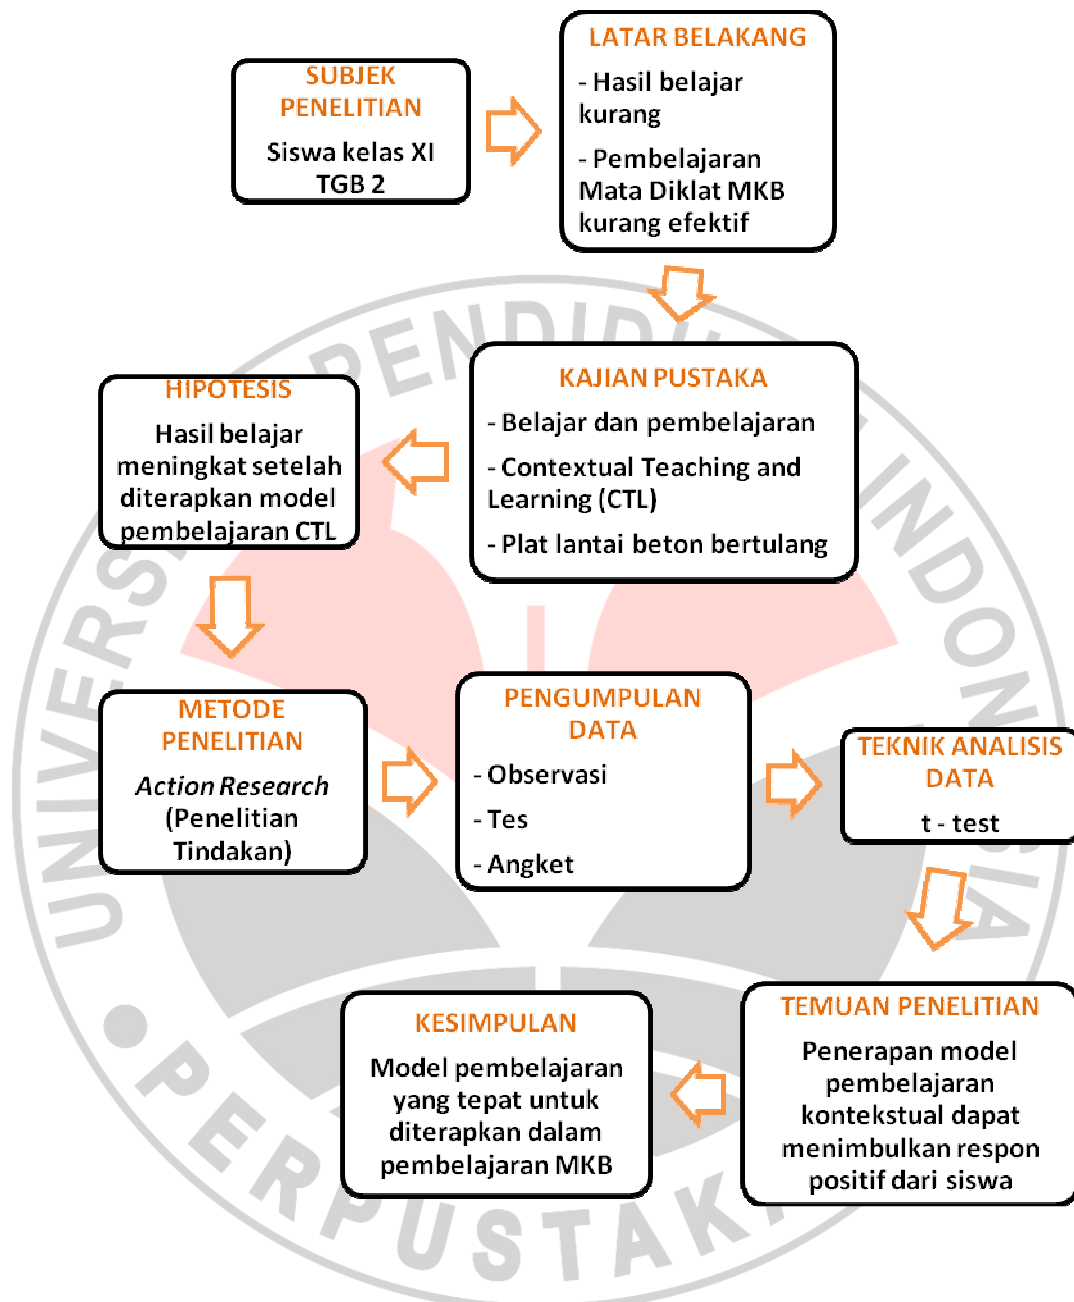 SUBJEK
PENELITIAN
Siswa kelas XI
TGB 2
LATAR BELAKANG
- Hasil belajar
kurang
- Pembelajaran
Mata Diklat MKB
kurang efektif
KAJIAN PUSTAKA
- Belajar dan pembelajaran
- Contextual Teaching and
Learning (CTL)
- Plat lantai beton bertulang
HIPOTESIS
Hasil belajar
meningkat setelah
diterapkan model
pembelajaran CTL
METODE
PENELITIAN
Action Research
(Penelitian
Tindakan)
PENGUMPULAN
DATA
- Observasi
- Tes
- Angket
TEKNIK ANALISIS
DATA
t - test
TEMUAN PENELITIAN
Penerapan model
pembelajaran
kontekstual dapat
menimbulkan respon
positif dari siswa
KESIMPULAN
Model pembelajaran
yang tepat untuk
diterapkan dalam
pembelajaran MKB